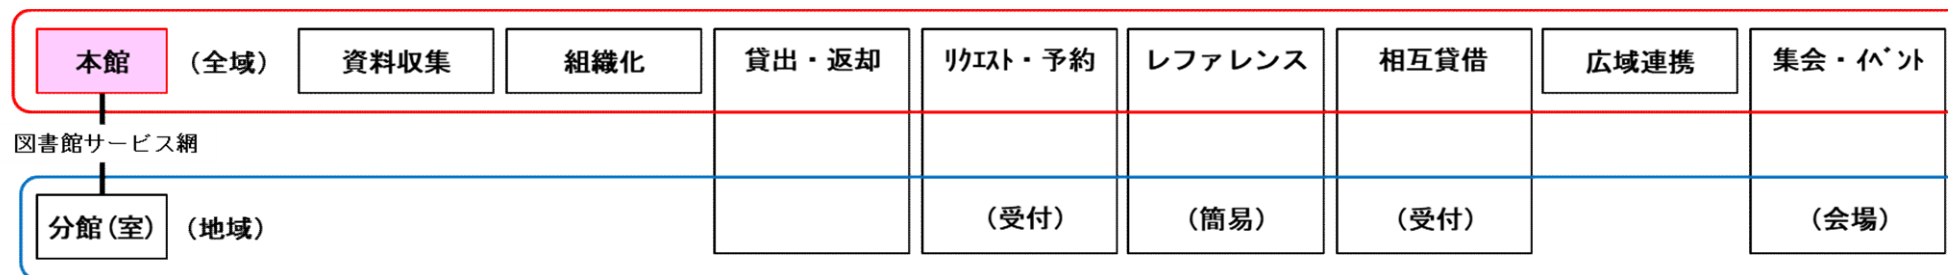 本館 (全域) 資料収集 組織化 貸出・返却 ﾘｸｴｽﾄ・予約 レファレンス 相互貸借 広域連携 集会・ｲﾍﾞﾝﾄ
図書館サービス網
分館(室) (地域) (受付) (簡易) (受付) (会場)